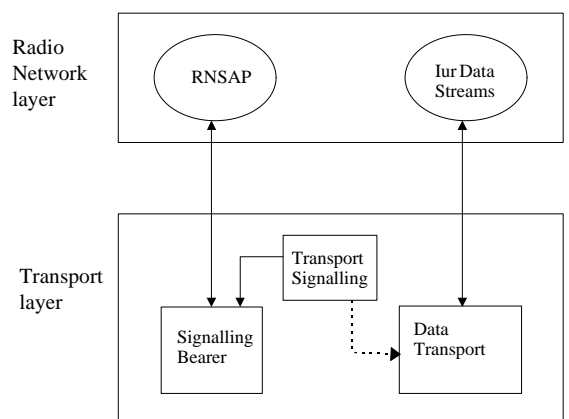 Radio
Network
layer
RNSAP
Iur Data
Streams
Transport
layer
Transport
Signalling
Signalling
Bearer
Data
Transport